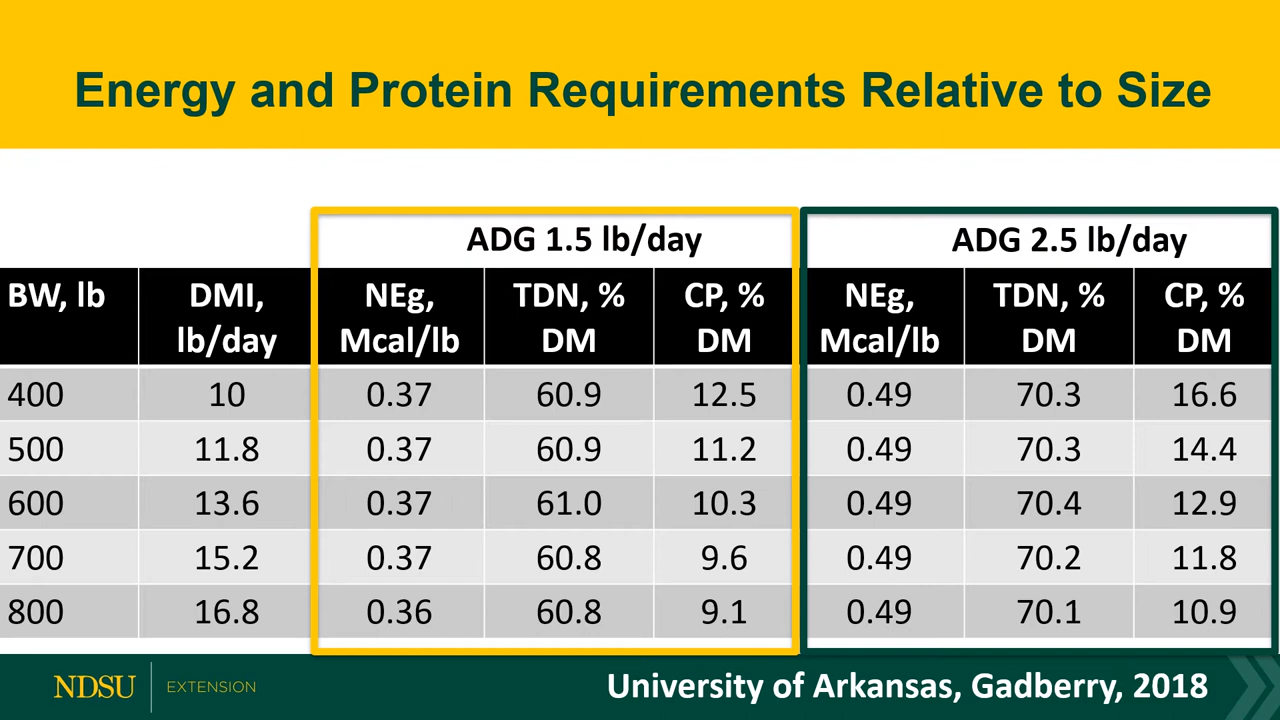 Energy and Protein Requirements Relative to Size
ADG 1.5 lb/day ADG 2.5 lb/day
BW, lb DMI, lb/day NEg, Mcal/lb TDN, % DM CP, % DM NEg, Mcal/lb TDN, % DM CP, % DM
400 10 0.37 60.9 12.5 0.49 70.3 16.6
500 11.8 0.37 60.9 11.2 0.49 70.3 14.4
600 13.6 0.37 61.0 10.3 0.49 70.4 12.9
700 15.2 0.37 60.8 9.6 0.49 70.2 11.8
800 16.8 0.36 60.8 9.1 0.49 70.1 10.9
NDSU EXTENSION University of Arkansas, Gadberry, 2018